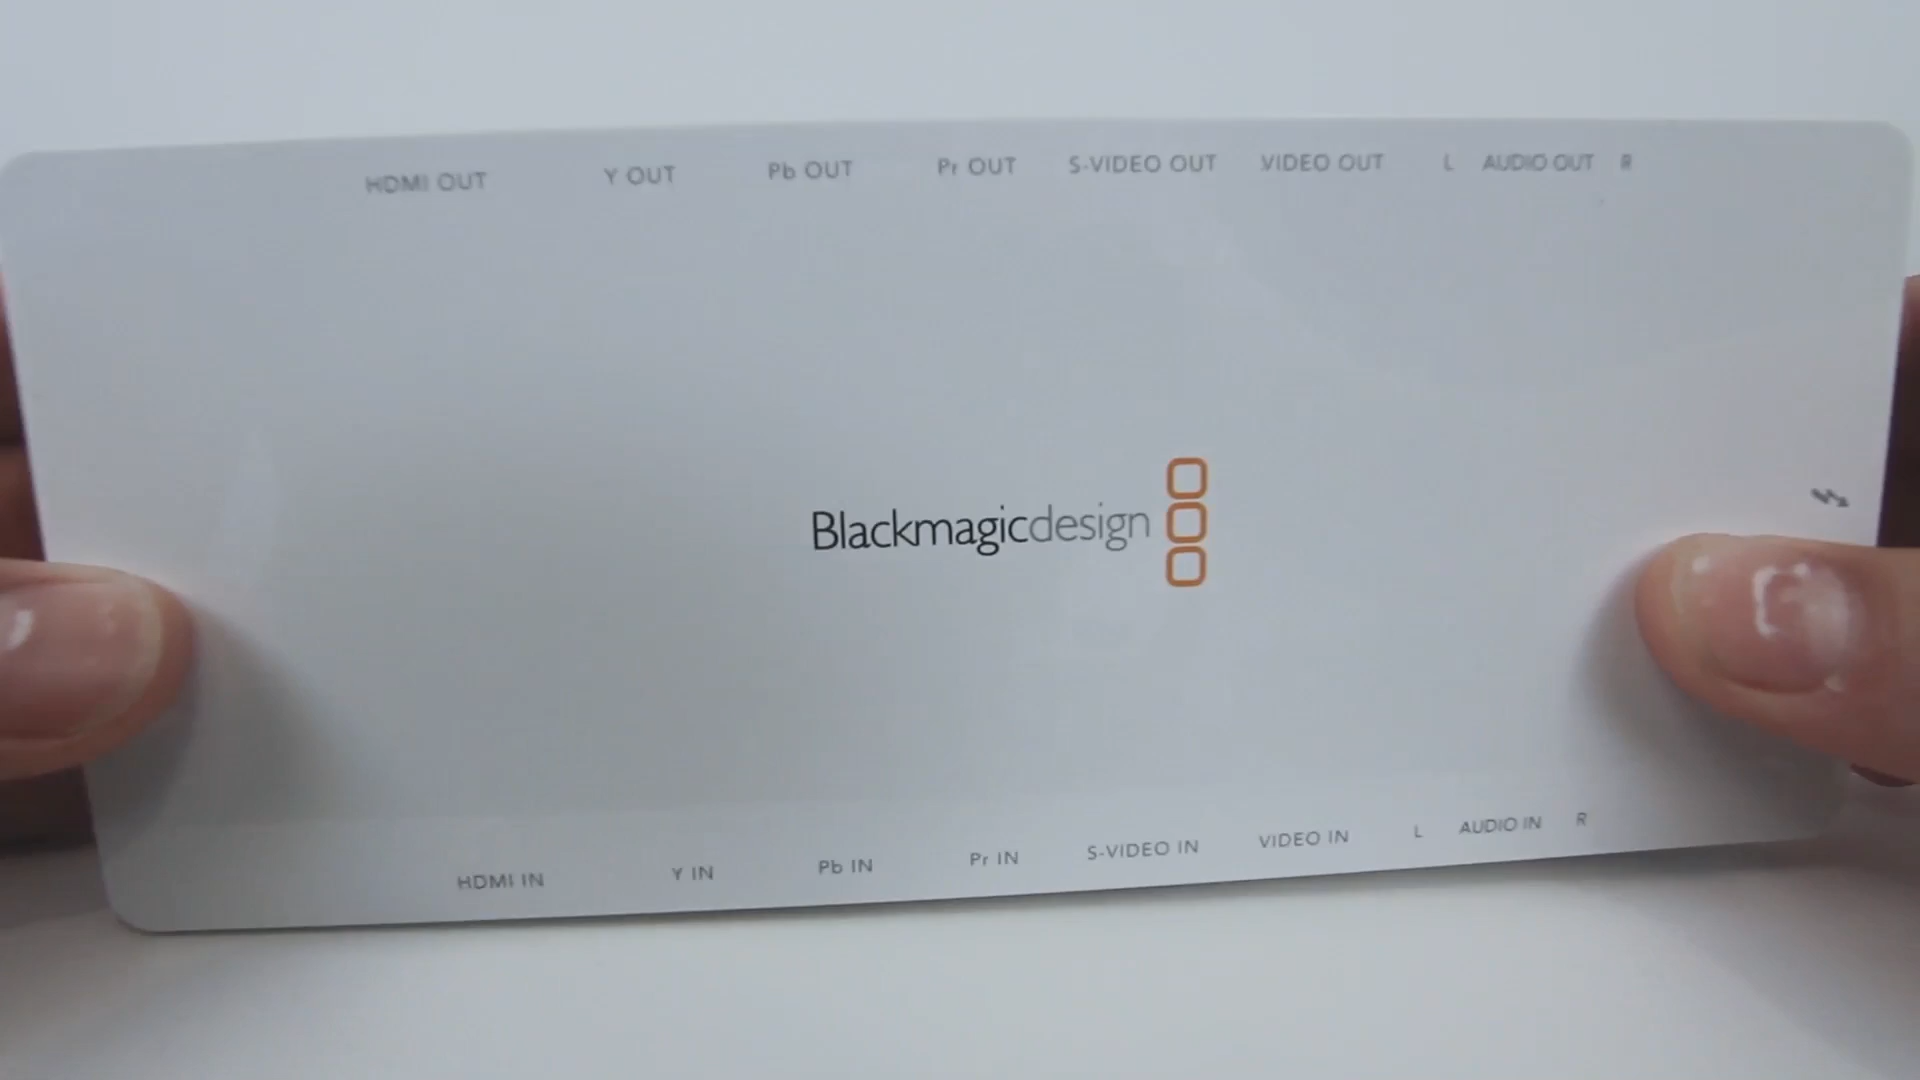 HDMI OUT Y OUT Pb OUT Pr OUT S-VIDEO OUT VIDEO OUT L AUDIO OUT R
Blackmagicdesign
HDMI IN Y IN Pb IN Pr IN S-VIDEO IN VIDEO IN L AUDIO IN R